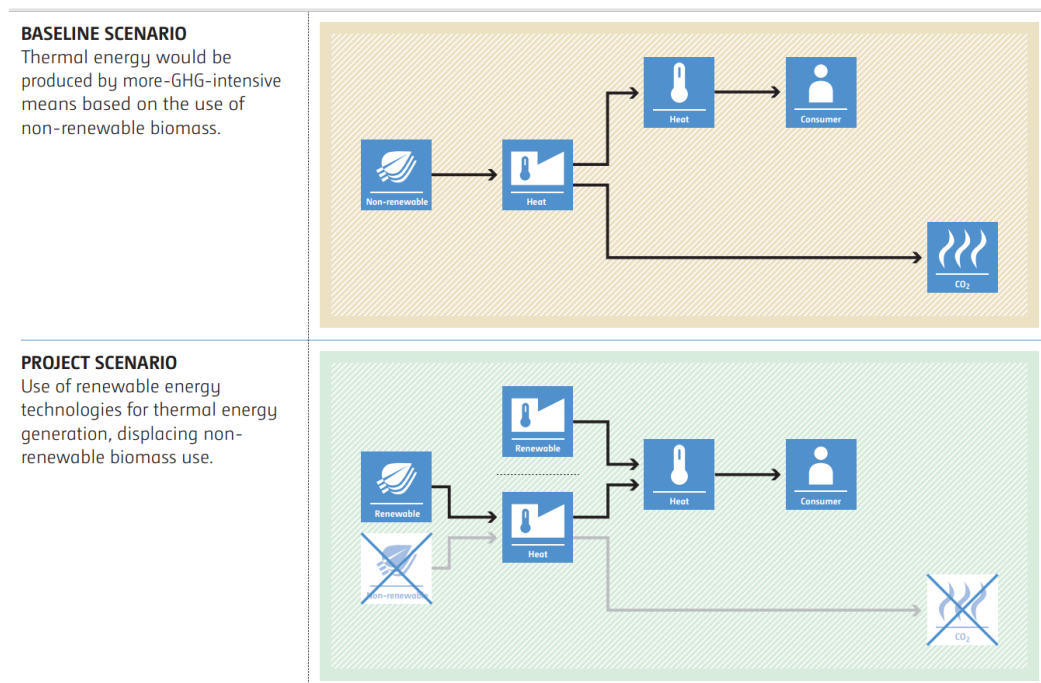 BASELINE SCENARIO
Thermal energy would be
produced by more-GHG-intensive
means based on the use of
non-renewable biomass.
Heat
Consumer
Non-renewable
Heat
CO₂
PROJECT SCENARIO
Use of renewable energy
technologies for thermal energy
generation, displacing non-
renewable biomass use.
Renewable
Heat
Consumer
Renewable
Heat
Non-renewable
CO₂